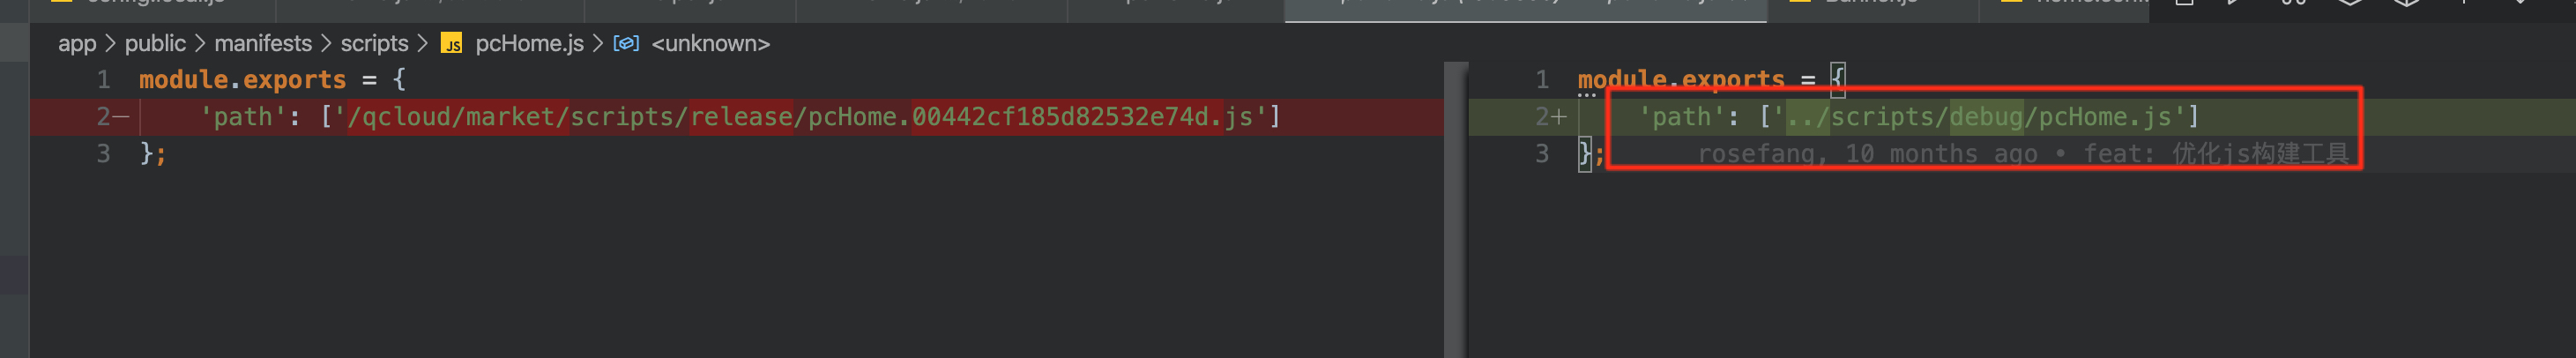 app > public > manifests > scripts > JS pcHome.js > <unknown>
1 module.exports = {
2− 'path': ['/qcloud/market/scripts/release/pcHome.00442cf185d82532e74d.js']
3 };
1 module.exports = {
2+ 'path': ['../scripts/debug/pcHome.js']
3 }; rosefang, 10 months ago • feat: 优化js构建工具